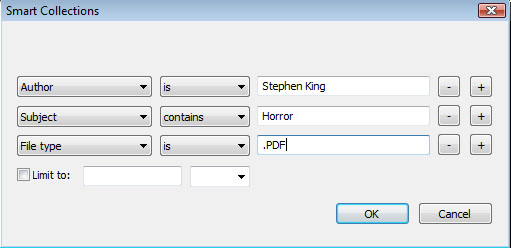 Smart Collections
Author is Stephen King - +
Subject contains Horror - +
File type is .PDF - +
Limit to:
OK Cancel